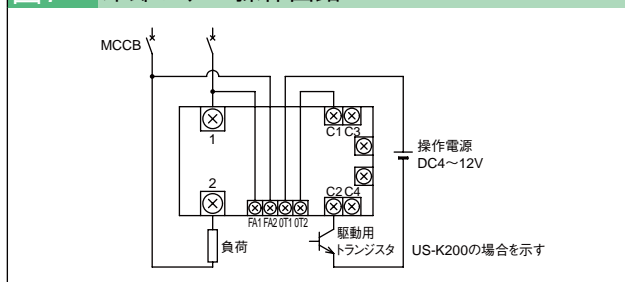 MCCB
1
C1 C3
操作電源
DC4～12V
2
C2 C4
FA1 FA2 0T1 0T2
駆動用
トランジスタ
負荷
US-K200の場合を示す